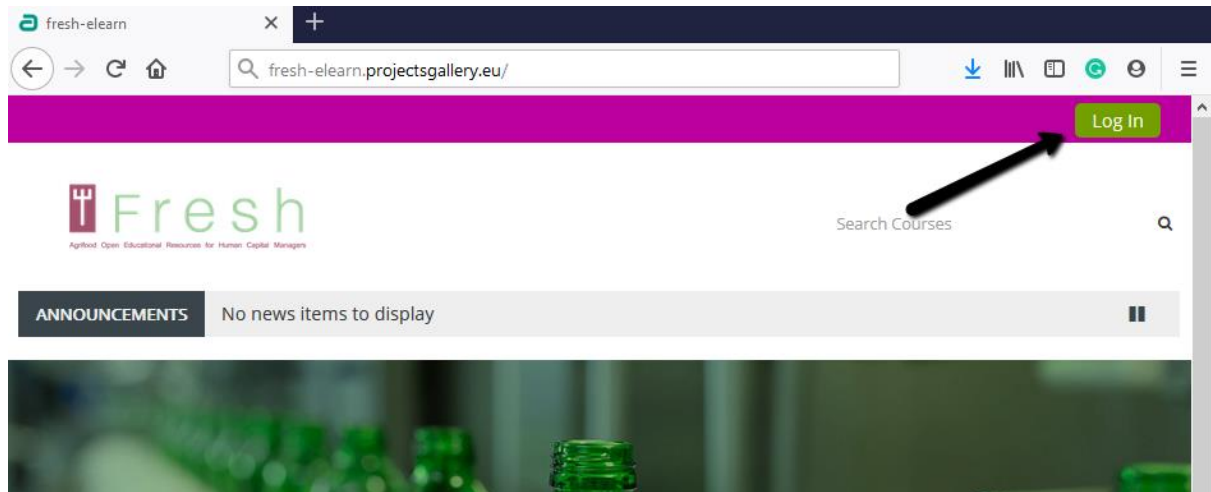 fresh-elearn
fresh-elearn.projectsgallery.eu/
Log In
Fresh
Agrifood Open Educational Resources for Human Capital Managers
Search Courses
ANNOUNCEMENTS No news items to display